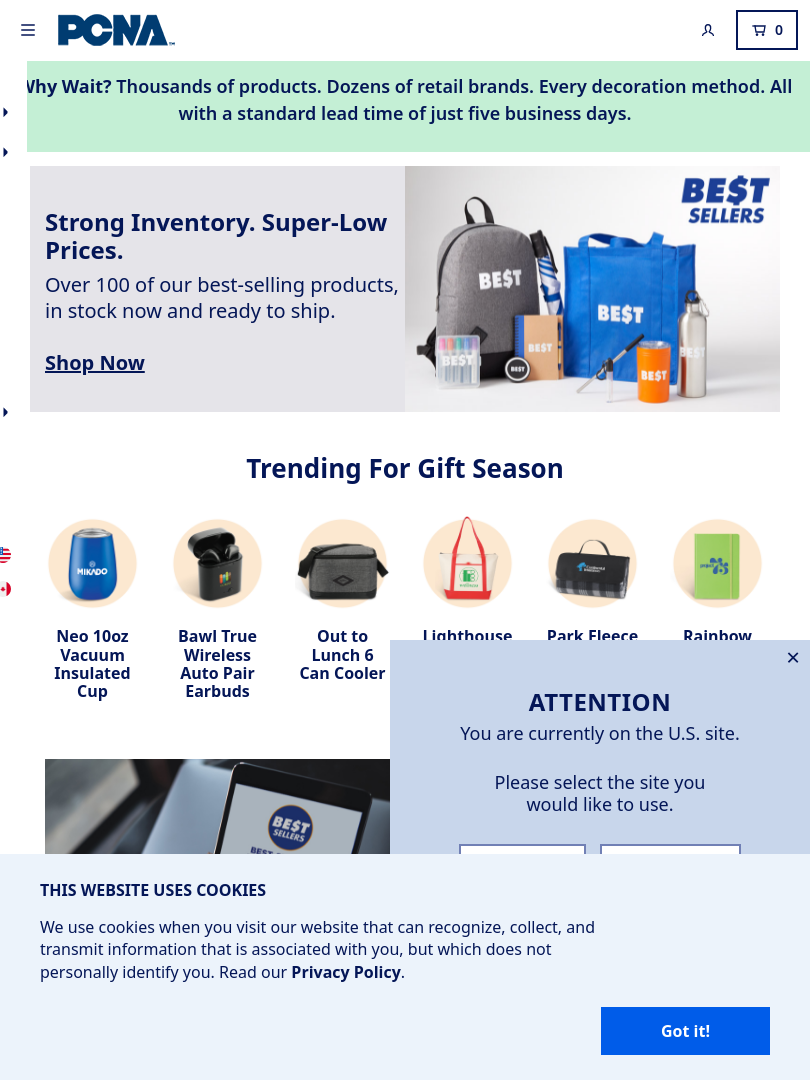 PCNA
0
Why Wait? Thousands of products. Dozens of retail brands. Every decoration method. All
with a standard lead time of just five business days.
Strong Inventory. Super-Low
Prices.
Over 100 of our best-selling products,
in stock now and ready to ship.
Shop Now
BE$T
SELLERS
BE$T
BE$T
BE$T
BE$T
BE$T
BE$T
BE$T
Trending For Gift Season
MIKADO
Neo 10oz
Vacuum
Insulated
Cup
Bawl True
Wireless
Auto Pair
Earbuds
Out to
Lunch 6
Can Cooler
Lighthouse
Park Fleece
Rainbow
ATTENTION
You are currently on the U.S. site.
Please select the site you
would like to use.
BE$T
SELLERS
THIS WEBSITE USES COOKIES
We use cookies when you visit our website that can recognize, collect, and
transmit information that is associated with you, but which does not
personally identify you. Read our Privacy Policy.
Got it!